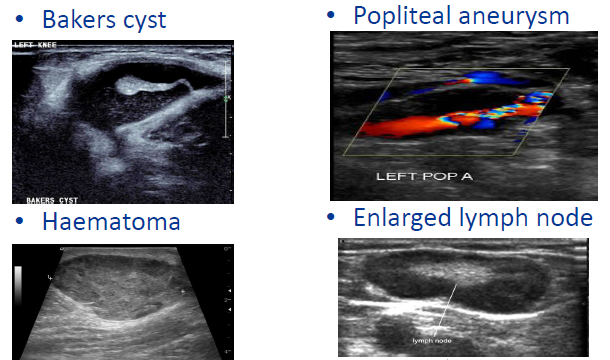 • Bakers cyst
LEFT KNEE
BAKERS CYST
• Popliteal aneurysm
LEFT POP A
• Haematoma
• Enlarged lymph node
lymph node